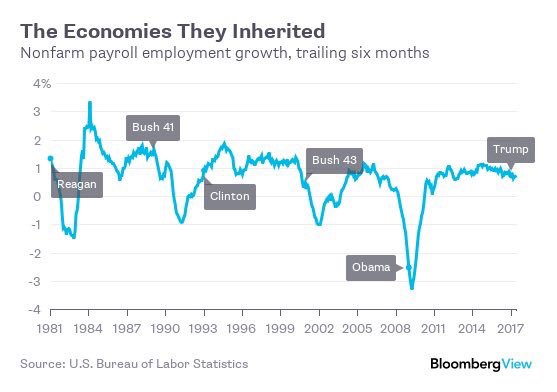 The Economies They Inherited
Nonfarm payroll employment growth, trailing six months
4%
3
2
1
0
-1
-2
-3
-4
Reagan
Bush 41
Clinton
Bush 43
Obama
Trump
1981 1984 1987 1990 1993 1996 1999 2002 2005 2008 2011 2014 2017
Source: U.S. Bureau of Labor Statistics
BloombergView